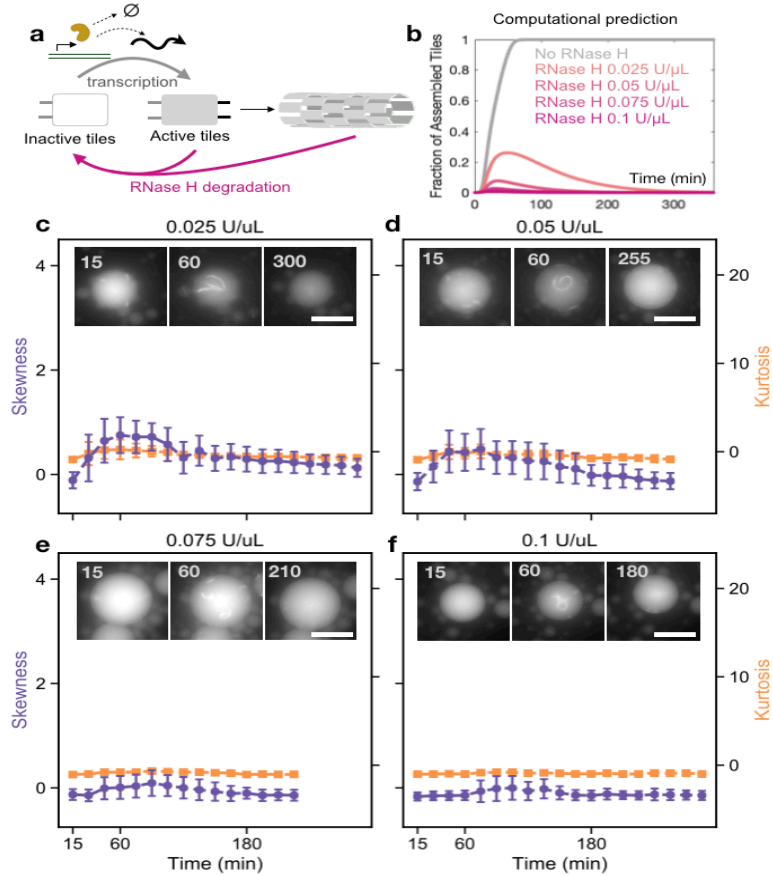 a
∅
transcription
Inactive tiles
Active tiles
RNase H degradation
b
Computational prediction
Fraction of Assembled Tiles
1
0.8
0.6
0.4
0.2
0
No RNase H
RNase H 0.025 U/µL
RNase H 0.05 U/µL
RNase H 0.075 U/µL
RNase H 0.1 U/µL
Time (min)
0 100 200 300
c
0.025 U/uL
15 60 300
4
2
0
Skewness
d
0.05 U/uL
15 60 255
20
10
0
Kurtosis
e
0.075 U/uL
15 60 210
4
2
0
Skewness
15 60 180
Time (min)
f
0.1 U/uL
15 60 180
20
10
0
Kurtosis
15 60 180
Time (min)